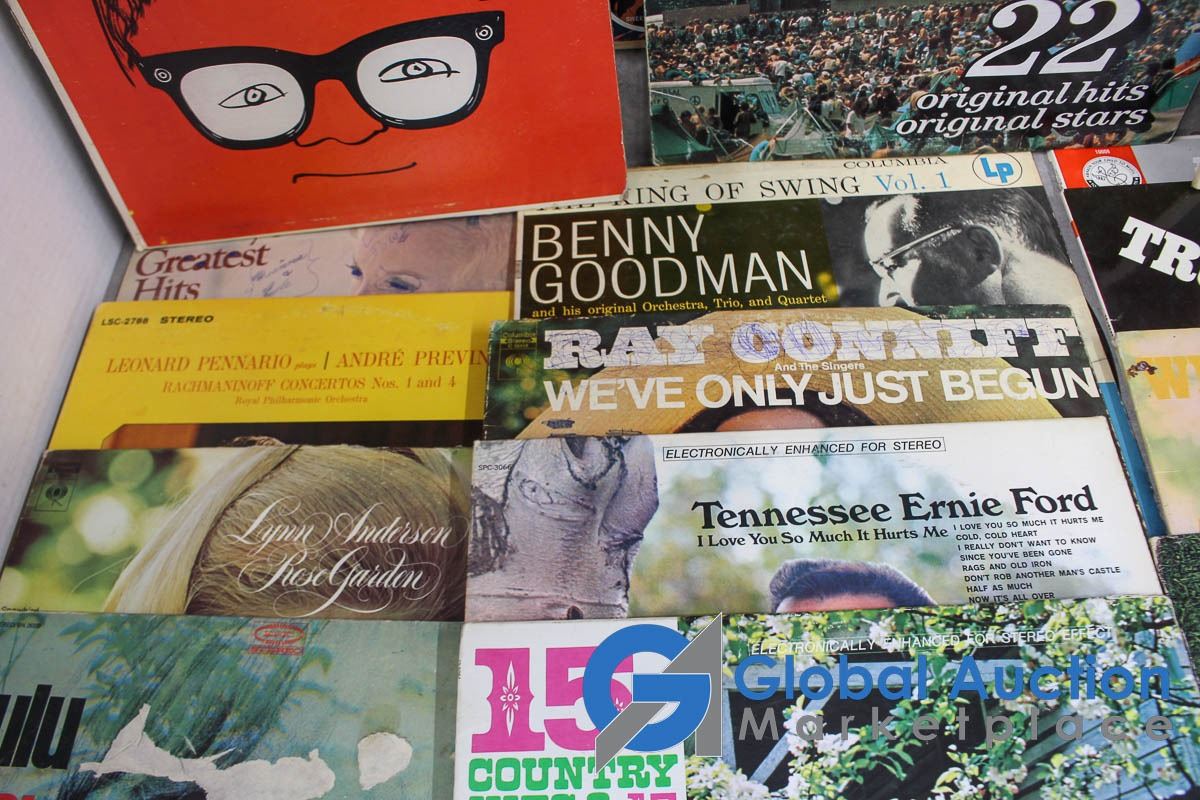 22
original hits
original stars
COLUMBIA
KING OF SWING Vol. 1
Lp
BENNY
GOODMAN
and his original Orchestra, Trio, and Quartet
Greatest
Hits
TR
LSC-2788 STEREO
LEONARD PENNARIO plays | ANDRÉ PREVIN
RACHMANINOFF CONCERTOS Nos. 1 and 4
Royal Philharmonic Orchestra
RAY CONNIFF
And The Singers
WE'VE ONLY JUST BEGUN
W
Lynn Anderson
Rose Garden
ELECTRONICALLY ENHANCED FOR STEREO
SPC-3066
Tennessee Ernie Ford
I Love You So Much It Hurts Me
I LOVE YOU SO MUCH IT HURTS ME
COLD, COLD HEART
I REALLY DON'T WANT TO KNOW
SINCE YOU'VE BEEN GONE
RAGS AND OLD IRON
DON'T ROB ANOTHER MAN'S CASTLE
HALF AS MUCH
NOW IT'S ALL OVER
ulu
15
COUNTRY
ELECTRONICALLY ENHANCED FOR STEREO EFFECT
Global Auction
Marketplace